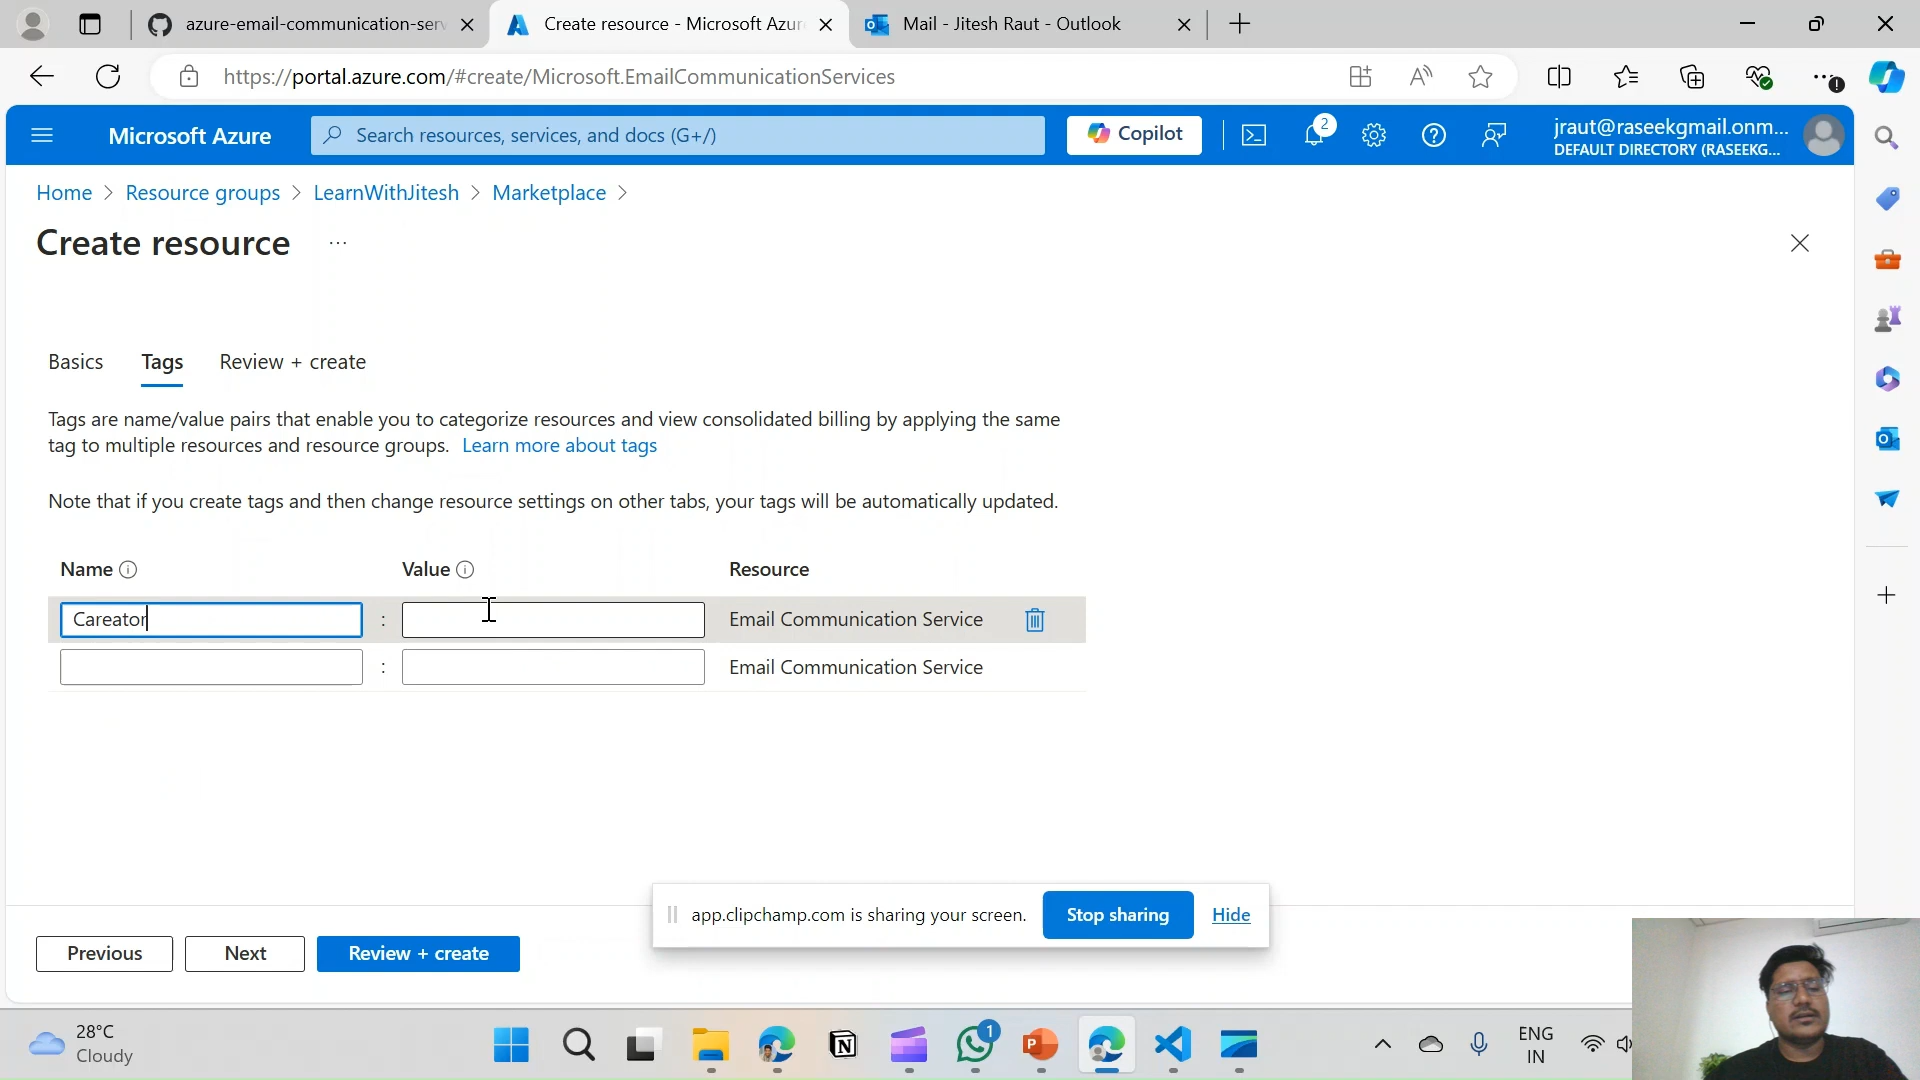 azure-email-communication-serv
Create resource - Microsoft Azur
Mail - Jitesh Raut - Outlook
https://portal.azure.com/#create/Microsoft.EmailCommunicationServices
Microsoft Azure
Search resources, services, and docs (G+/)
Copilot
2
jraut@raseekgmail.onm...
DEFAULT DIRECTORY (RASEEKG...
Home > Resource groups > LearnWithJitesh > Marketplace >
Create resource ...
Basics Tags Review + create
Tags are name/value pairs that enable you to categorize resources and view consolidated billing by applying the same
tag to multiple resources and resource groups. Learn more about tags
Note that if you create tags and then change resource settings on other tabs, your tags will be automatically updated.
Name Value Resource
Careator : Email Communication Service
: Email Communication Service
app.clipchamp.com is sharing your screen. Stop sharing Hide
Previous Next Review + create
28°C
Cloudy
1
ENG
IN